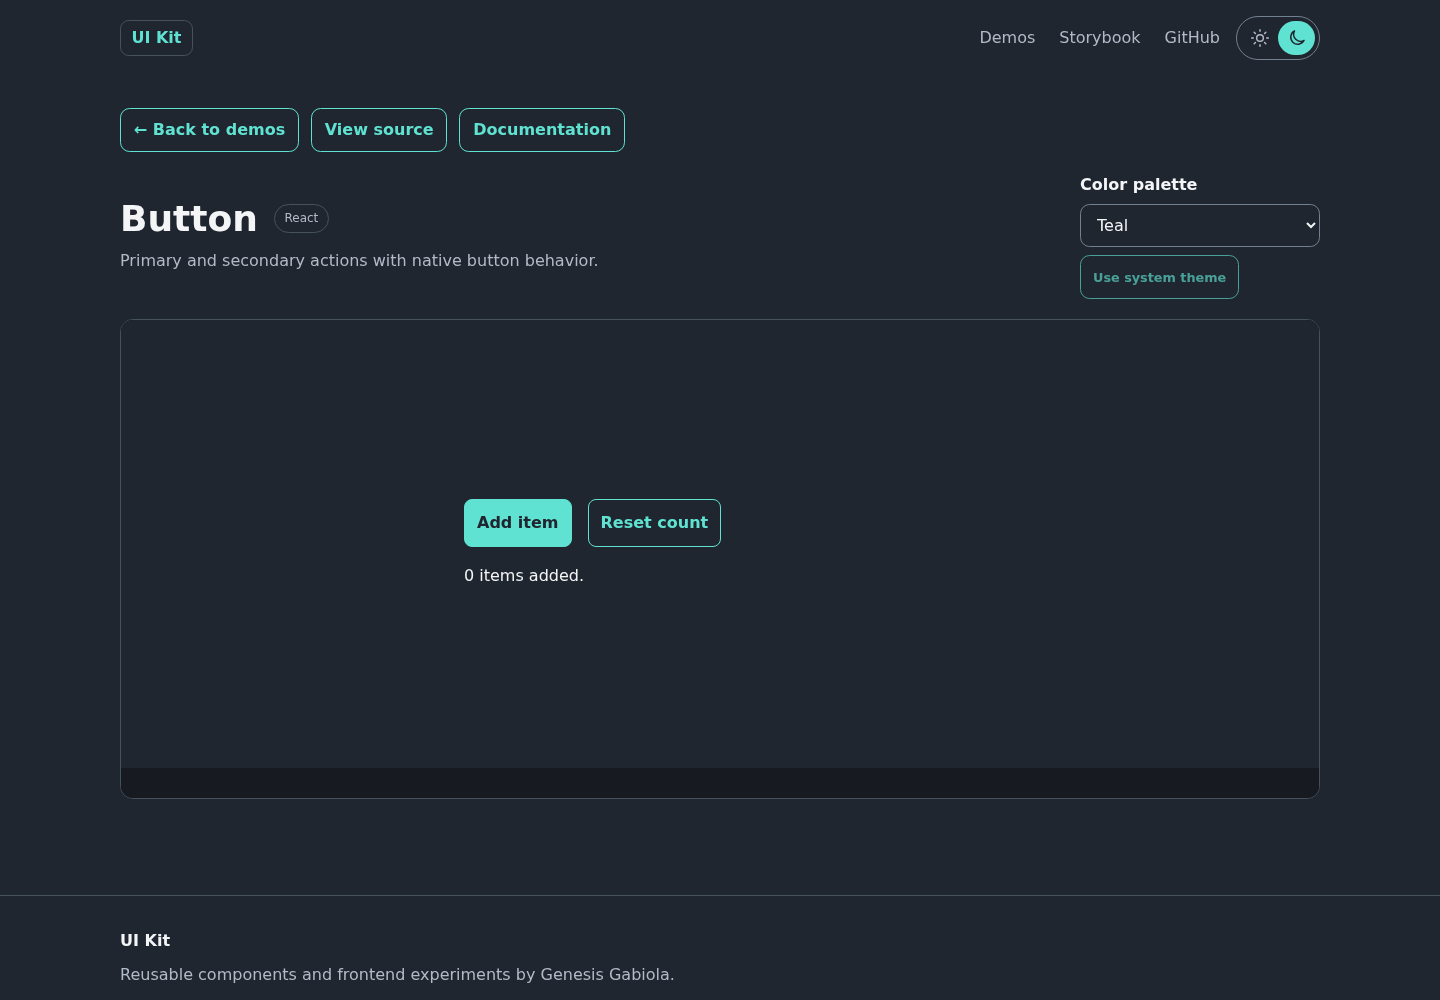 UI Kit
Demos Storybook GitHub
← Back to demos View source Documentation
Color palette
Button React
Teal
Primary and secondary actions with native button behavior.
Use system theme
Add item Reset count
0 items added.
UI Kit
Reusable components and frontend experiments by Genesis Gabiola.